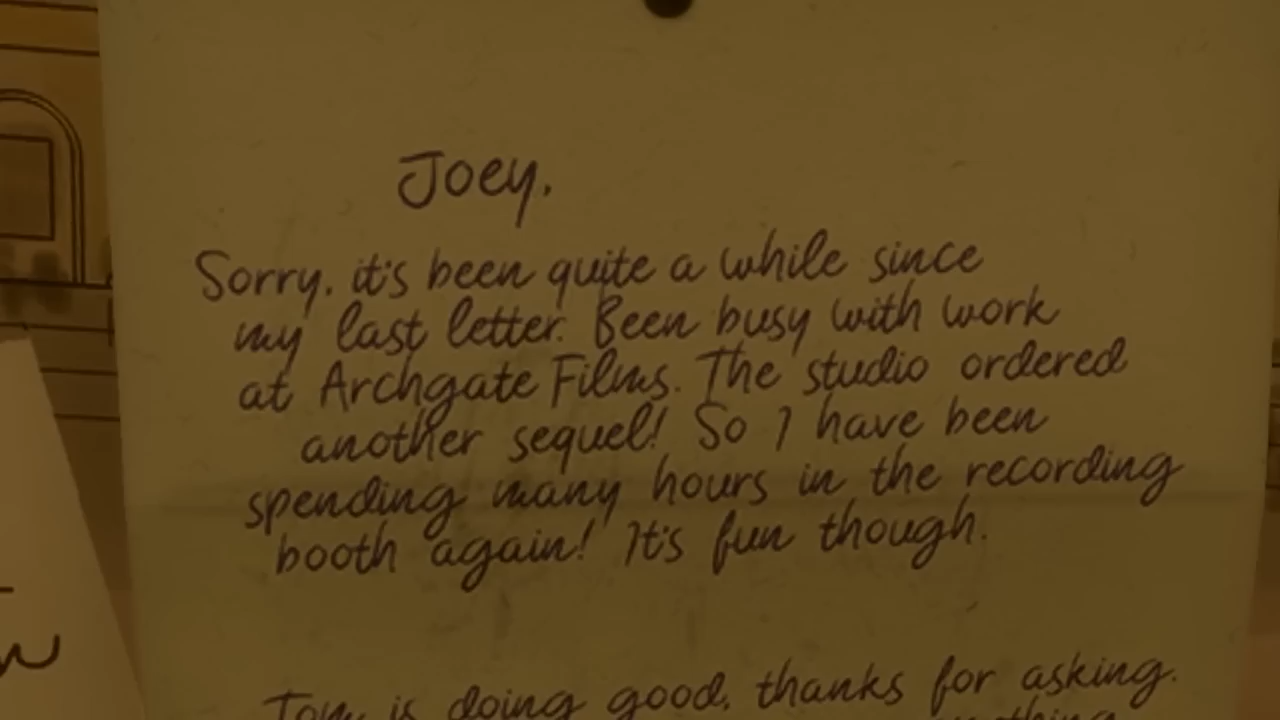 Joey,
Sorry, it's been quite a while since
my last letter. Been busy with work
at Archgate Films. The studio ordered
another sequel! So I have been
spending many hours in the recording
booth again! It's fun though.
Tom is doing good, thanks for asking.